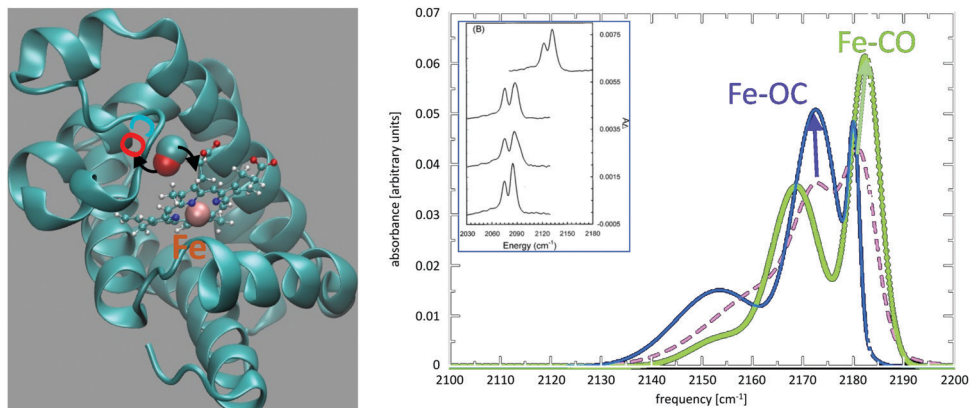 C
O
Fe
absorbance [arbitrary units]
0.07
0.06
0.05
0.04
0.03
0.02
0.01
0
(B)
0.0075
0.0055
0.0035
0.0015
-0.0005
2030 2060 2090 2120 2150 2180
Energy (cm⁻¹)
Fe-OC
Fe-CO
2100 2110 2120 2130 2140 2150 2160 2170 2180 2190 2200
frequency [cm⁻¹]